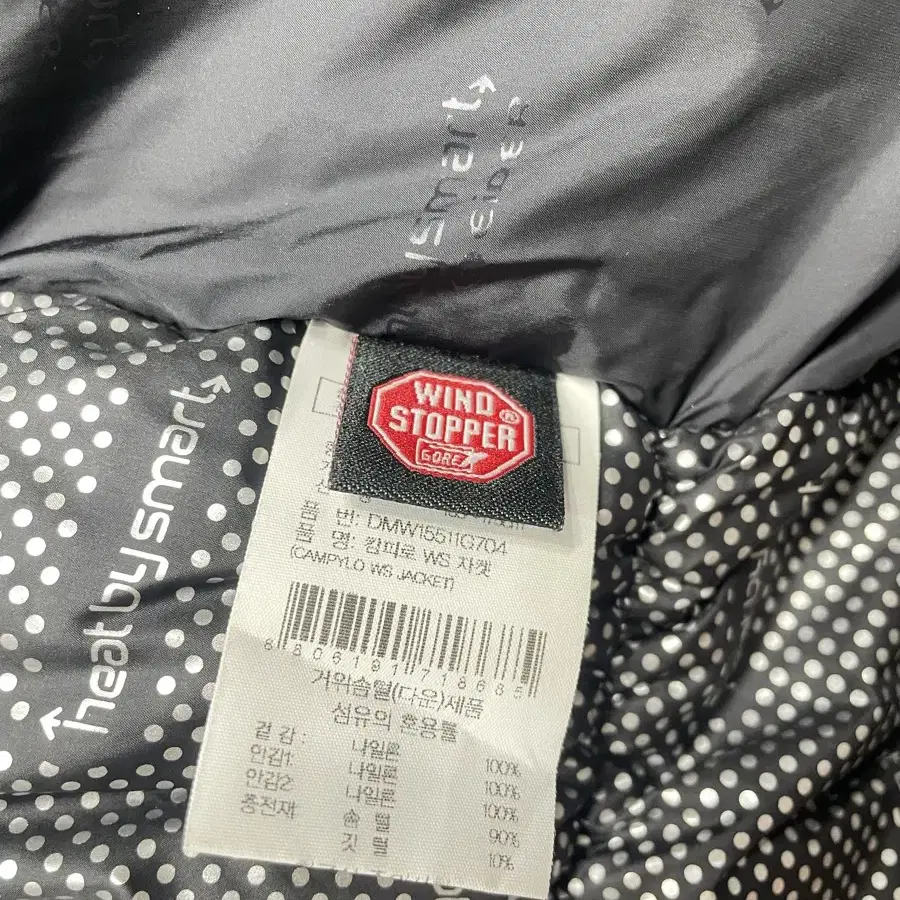 smart
EIDER
WIND
STOPPER®
GORE
heat by smart
품 번: DMW15511G704
품 명: 캄피로 WS 자켓
(CAMPYLO WS JACKET)
8806191718685
거위솜털(다운)제품
섬유의 혼용률
겉감: 나일론 100%
안감1: 나일론 100%
안감2: 나일론 100%
충전재 솜털 90%
깃털 10%